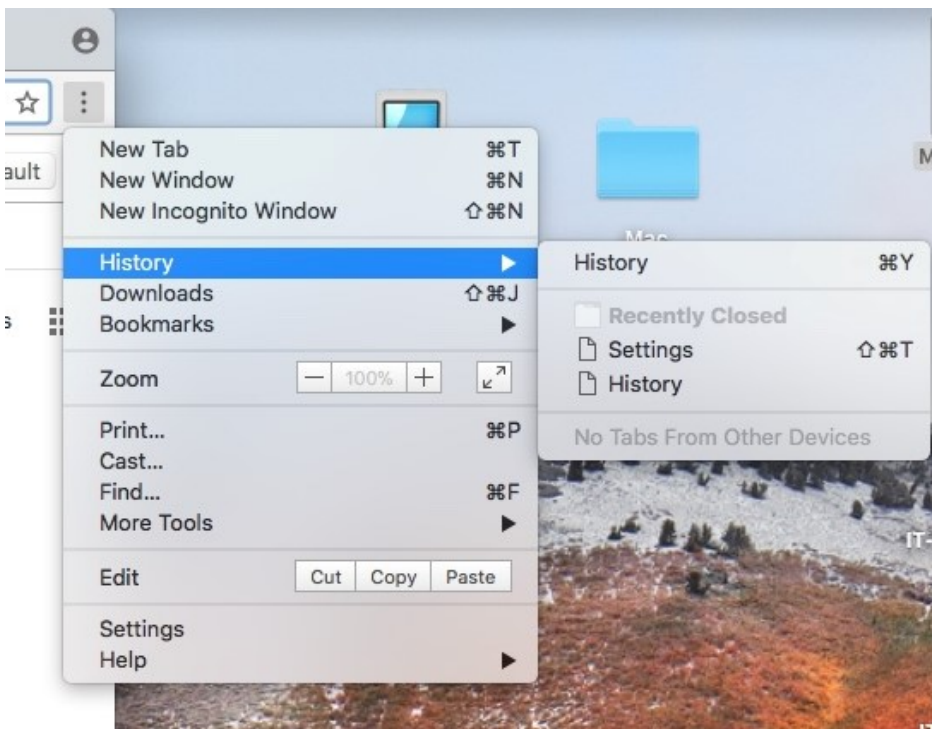 ault
New Tab ⌘T
New Window ⌘N
New Incognito Window ⇧⌘N
History ▶
Downloads ⇧⌘J
Bookmarks ▶
Zoom — 100% +
Print... ⌘P
Cast...
Find... ⌘F
More Tools ▶
Edit Cut Copy Paste
Settings
Help ▶
Mac
M
History ⌘Y
Recently Closed
Settings ⇧⌘T
History
No Tabs From Other Devices
s
IT-